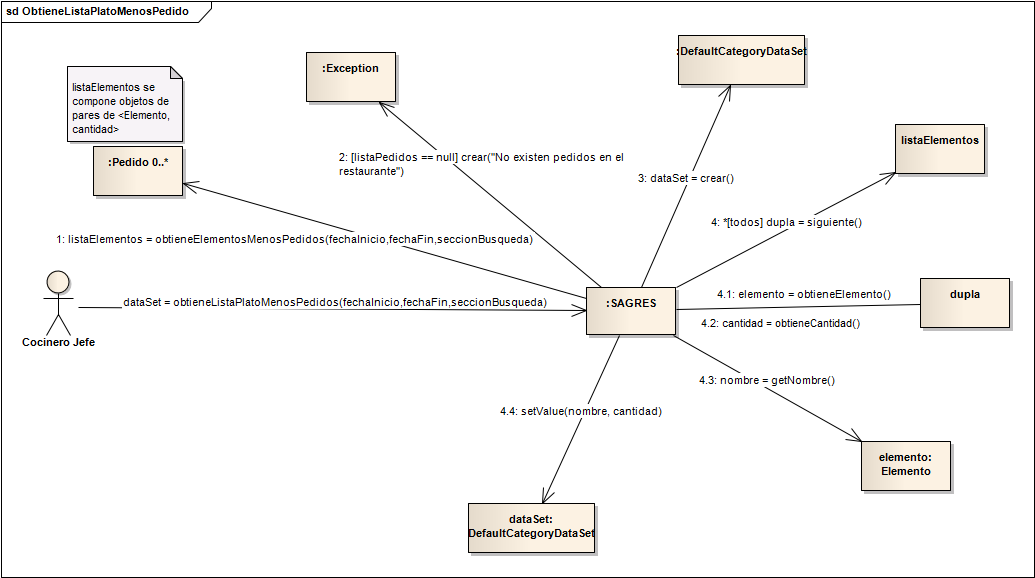 sd ObtieneListaPlatoMenosPedido
:DefaultCategoryDataSet
:Exception
listaElementos se
compone objetos de
pares de <Elemento,
cantidad>
listaElementos
:Pedido 0..*
2: [listaPedidos == null] crear("No existen pedidos en el
restaurante")
3: dataSet = crear()
4: *[todos] dupla = siguiente()
1: listaElementos = obtieneElementosMenosPedidos(fechaInicio,fechaFin,seccionBusqueda)
dataSet = obtieneListaPlatoMenosPedidos(fechaInicio,fechaFin,seccionBusqueda)
:SAGRES
4.1: elemento = obtieneElemento()
dupla
4.2: cantidad = obtieneCantidad()
Cocinero Jefe
4.3: nombre = getNombre()
4.4: setValue(nombre, cantidad)
elemento:
Elemento
dataSet:
DefaultCategoryDataSet